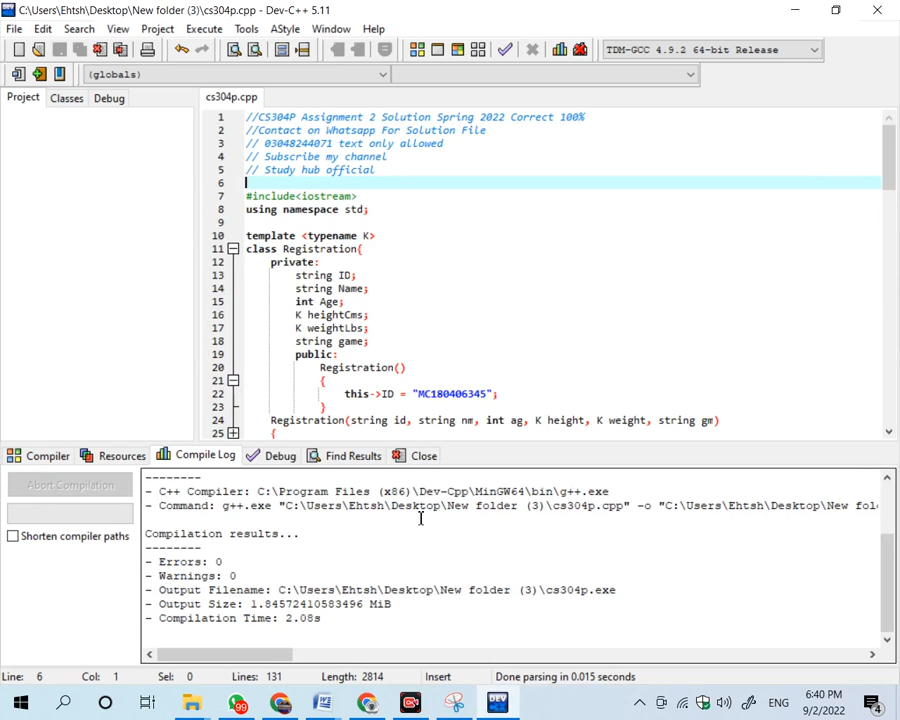 C:\Users\Ehtsh\Desktop\New folder (3)\cs304p.cpp - Dev-C++ 5.11
File Edit Search View Project Execute Tools AStyle Window Help
TDM-GCC 4.9.2 64-bit Release
(globals)
Project Classes Debug cs304p.cpp
1 //CS304P Assignment 2 Solution Spring 2022 Correct 100%
2 //Contact on Whatsapp For Solution File
3 // 03048244071 text only allowed
4 // Subscribe my channel
5 // Study hub official
6
7 #include<iostream>
8 using namespace std;
9
10 template <typename K>
11 class Registration{
12 private:
13 string ID;
14 string Name;
15 int Age;
16 K heightCms;
17 K weightLbs;
18 string game;
19 public:
20 Registration()
21 {
22 this->ID = "MC180406345";
23 }
24 Registration(string id, string nm, int ag, K height, K weight, string gm)
25 {
Compiler Resources Compile Log Debug Find Results Close
Abort Compilation
Shorten compiler paths
--------
- C++ Compiler: C:\Program Files (x86)\Dev-Cpp\MinGW64\bin\g++.exe
- Command: g++.exe "C:\Users\Ehtsh\Desktop\New folder (3)\cs304p.cpp" -o "C:\Users\Ehtsh\Desktop\New fol
Compilation results...
--------
- Errors: 0
- Warnings: 0
- Output Filename: C:\Users\Ehtsh\Desktop\New folder (3)\cs304p.exe
- Output Size: 1.84572410583496 MiB
- Compilation Time: 2.08s
Line: 6 Col: 1 Sel: 0 Lines: 131 Length: 2814 Insert Done parsing in 0.015 seconds
99
ENG
6:40 PM
9/2/2022
4